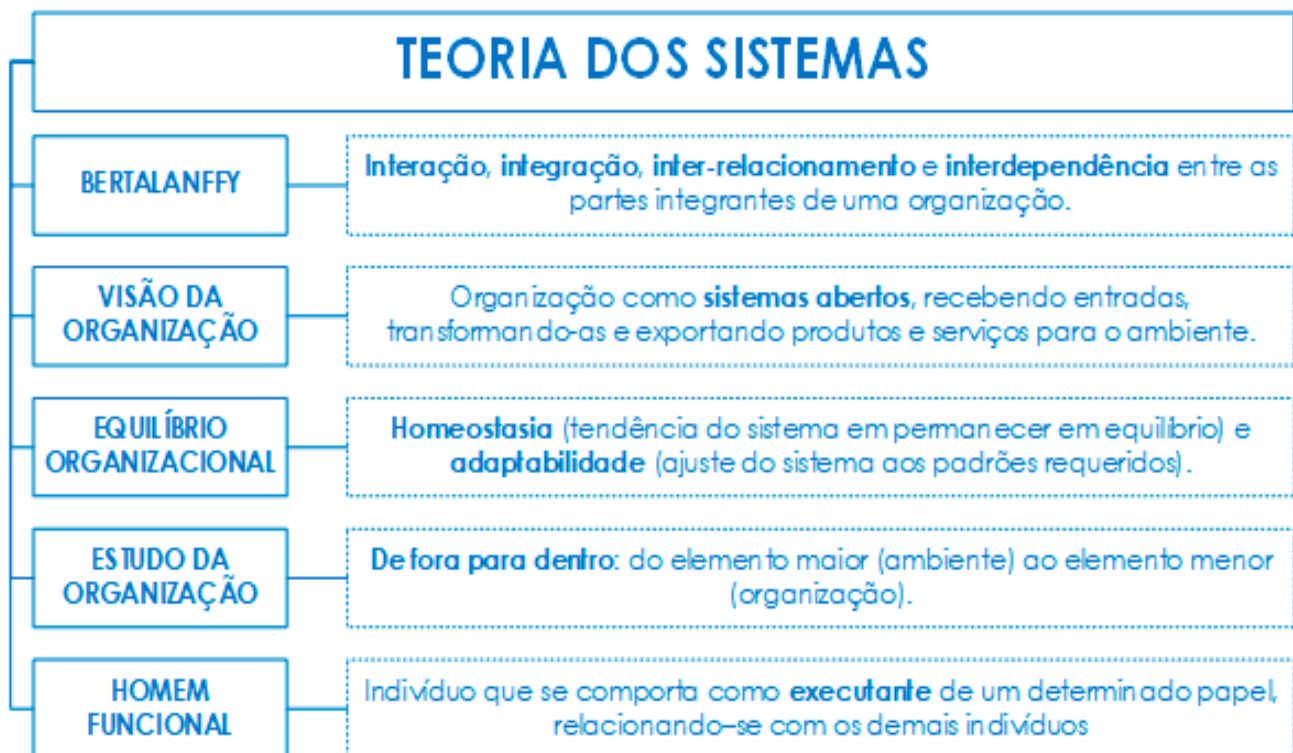 TEORIA DOS SISTEMAS
BERTALANFFY
Interação, integração, inter-relacionamento e interdependência entre as
partes integrantes de uma organização.
VISÃO DA
ORGANIZAÇÃO
Organização como sistemas abertos, recebendo entradas,
transformando-as e exportando produtos e serviços para o ambiente.
EQUILÍBRIO
ORGANIZACIONAL
Homeostasia (tendência do sistema em permanecer em equilíbrio) e
adaptabilidade (ajuste do sistema aos padrões requeridos).
ESTUDO DA
ORGANIZAÇÃO
De fora para dentro: do elemento maior (ambiente) ao elemento menor
(organização).
HOMEM
FUNCIONAL
Indivíduo que se comporta como executante de um determinado papel,
relacionando–se com os demais indivíduos